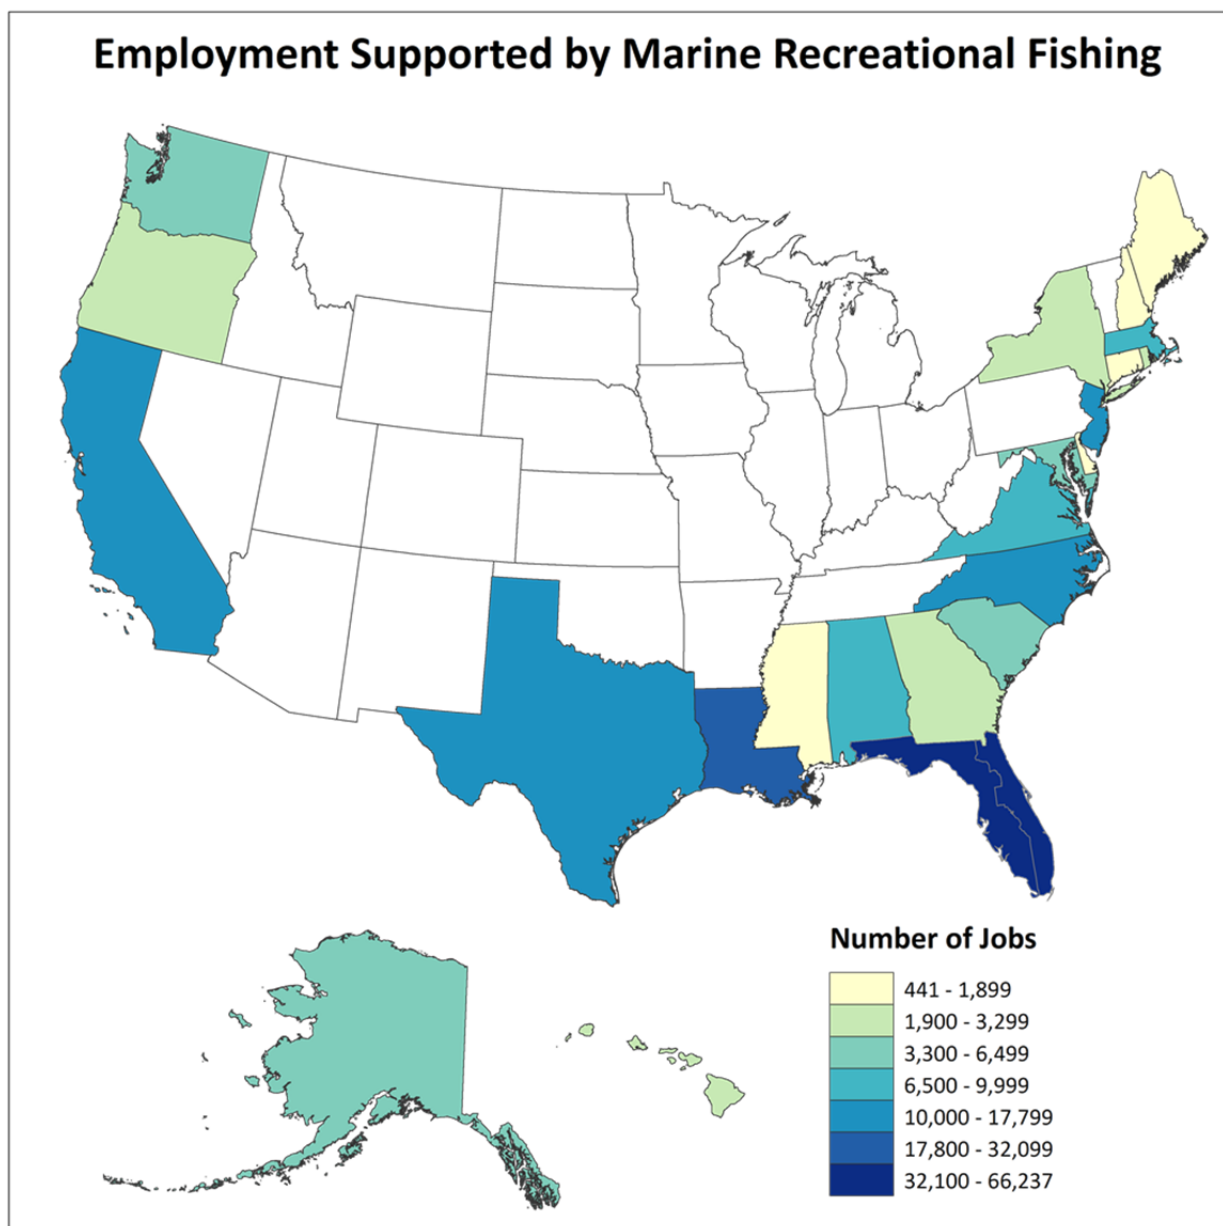 Employment Supported by Marine Recreational Fishing
Number of Jobs
441 - 1,899
1,900 - 3,299
3,300 - 6,499
6,500 - 9,999
10,000 - 17,799
17,800 - 32,099
32,100 - 66,237